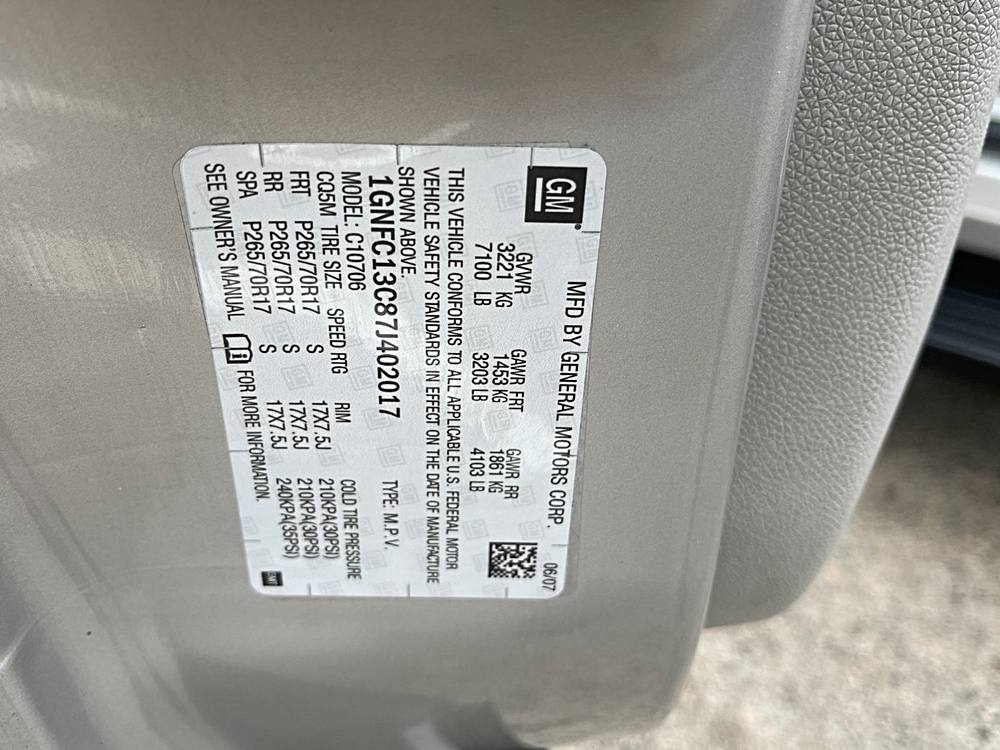 GM
MFD BY GENERAL MOTORS CORP. 06/07
GVWR GAWR FRT GAWR RR
3221 KG 1453 KG 1861 KG
7100 LB 3203 LB 4103 LB
THIS VEHICLE CONFORMS TO ALL APPLICABLE U.S. FEDERAL MOTOR
VEHICLE SAFETY STANDARDS IN EFFECT ON THE DATE OF MANUFACTURE
SHOWN ABOVE.
1GNFC13C87J402017 TYPE: M.P.V.
MODEL: C10706
CQ5M TIRE SIZE SPEED RTG RIM COLD TIRE PRESSURE
FRT P265/70R17 S 17X7.5J 210KPA(30PSI)
RR P265/70R17 S 17X7.5J 210KPA(30PSI)
SPA P265/70R17 S 17X7.5J 240KPA(35PSI)
SEE OWNER'S MANUAL FOR MORE INFORMATION.
GM